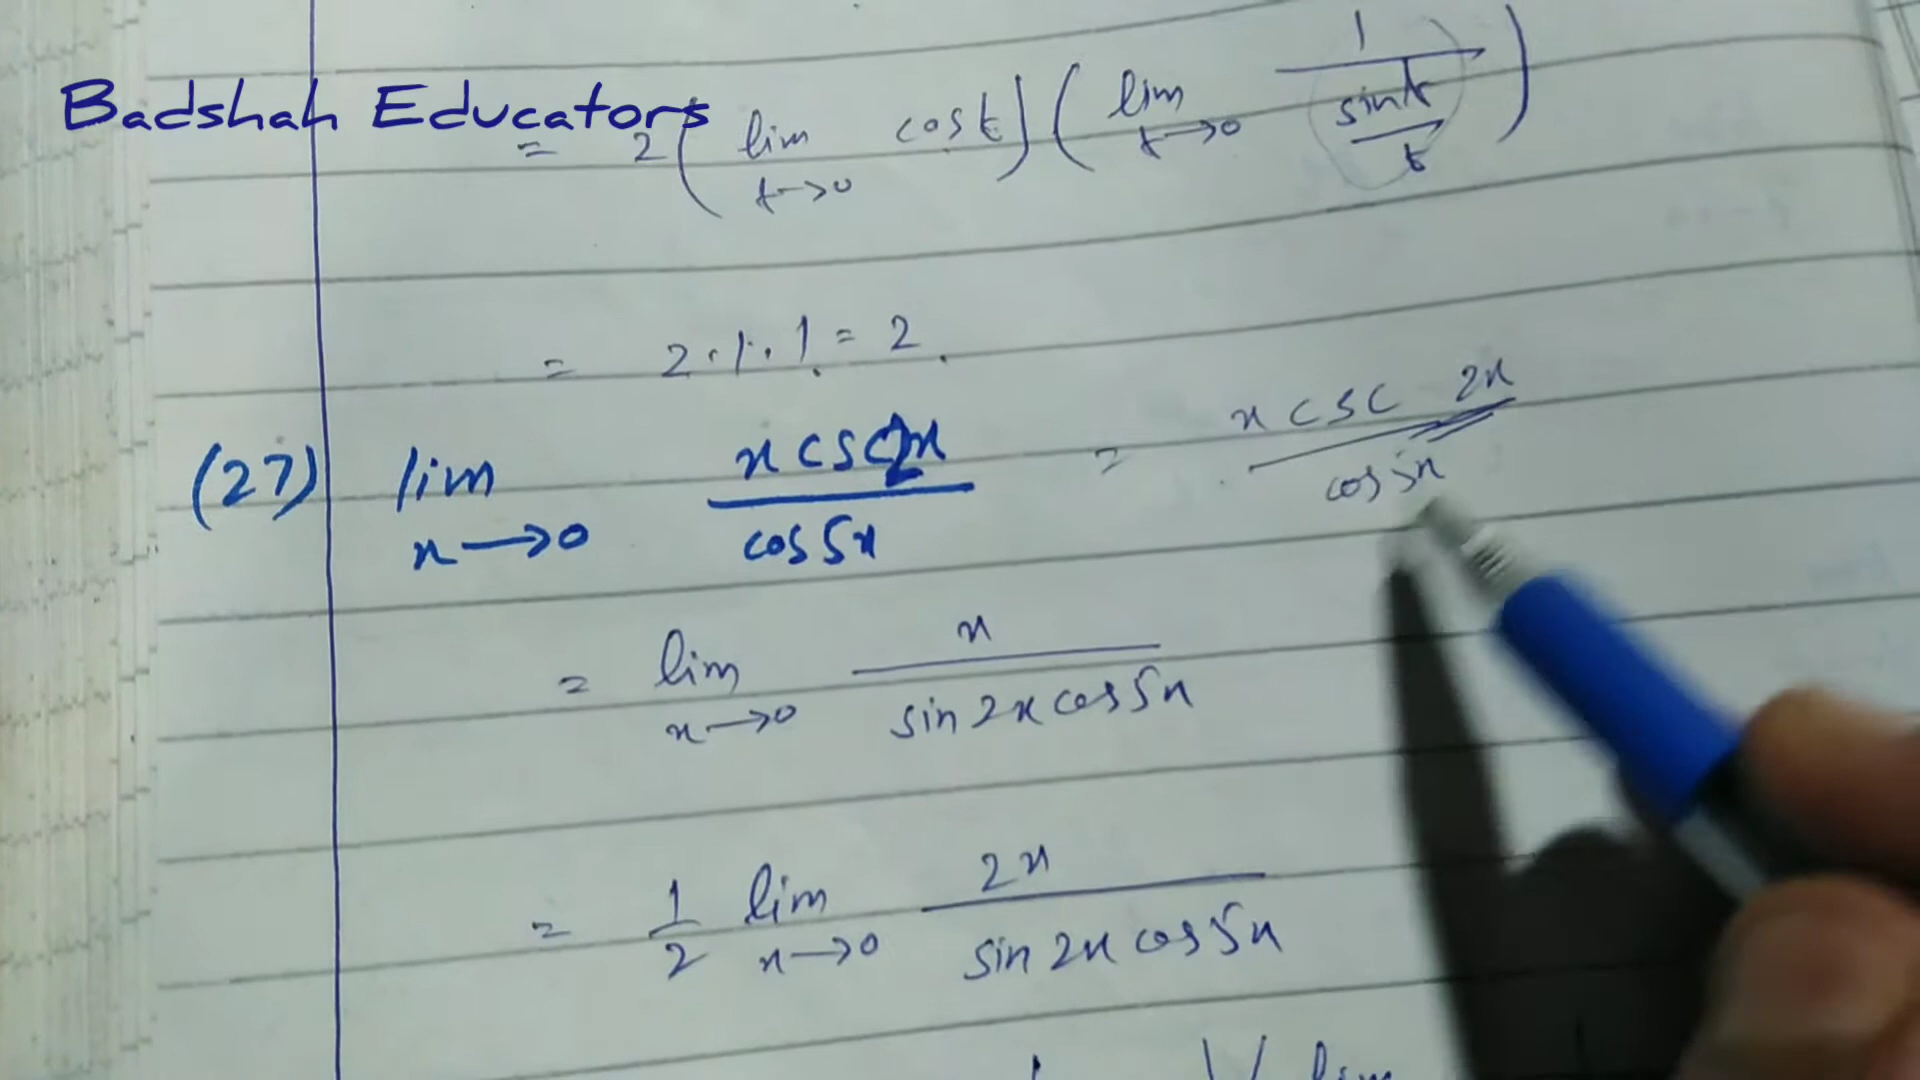 Badshah Educators
= 2 ( lim t→0 cos t ) ( lim t→0 1 / (sin t / t) )
= 2 · 1 · 1 = 2 .
(27) lim x→0 x csc 2x / cos 5x = x csc 2x / cos 5x
= lim x→0 x / sin 2x cos 5x
= 1/2 lim x→0 2x / sin 2x cos 5x
lim